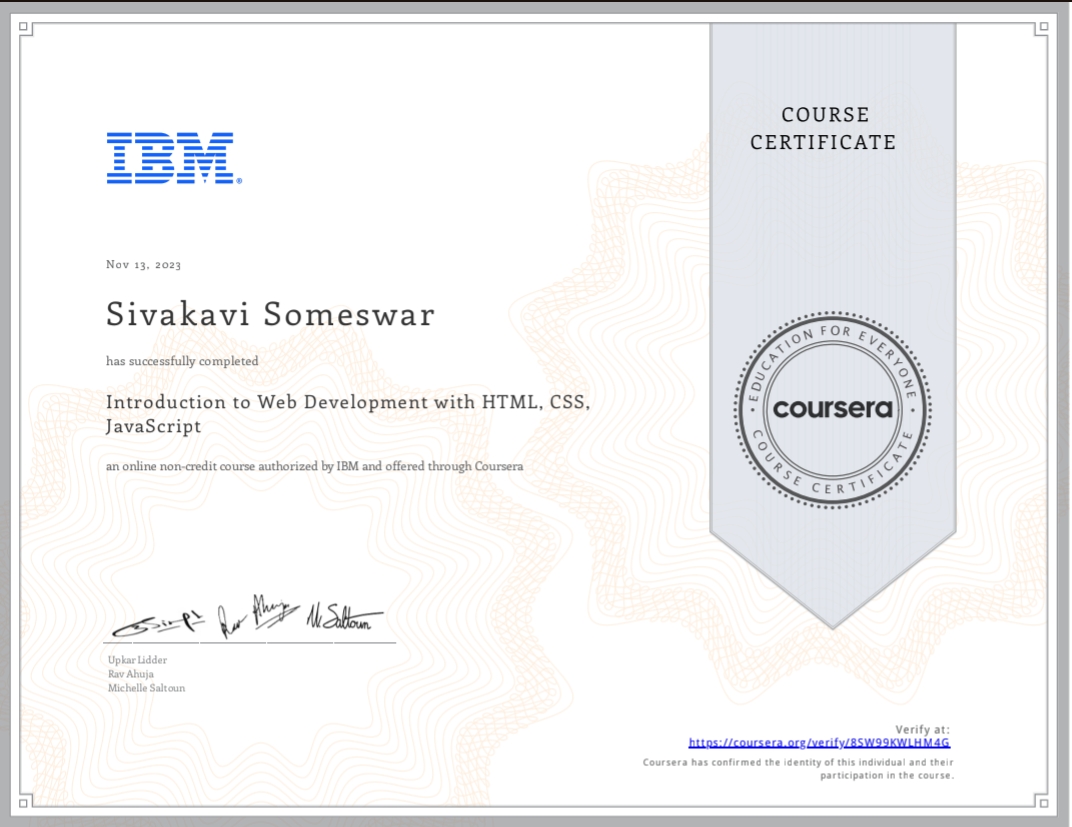 COURSE
CERTIFICATE
IBM®
Nov 13, 2023
Sivakavi Someswar
has successfully completed
Introduction to Web Development with HTML, CSS,
JavaScript
an online non-credit course authorized by IBM and offered through Coursera
EDUCATION FOR EVERYONE
coursera
COURSE CERTIFICATE
Rav Ahuja
M Saltoun
Upkar Lidder
Rav Ahuja
Michelle Saltoun
Verify at:
https://coursera.org/verify/8SW99KWLHM4G
Coursera has confirmed the identity of this individual and their
participation in the course.